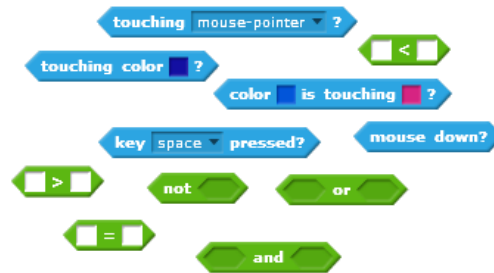 touching mouse-pointer ?
<
touching color ?
color is touching ?
key space pressed?
mouse down?
>
not
or
=
and